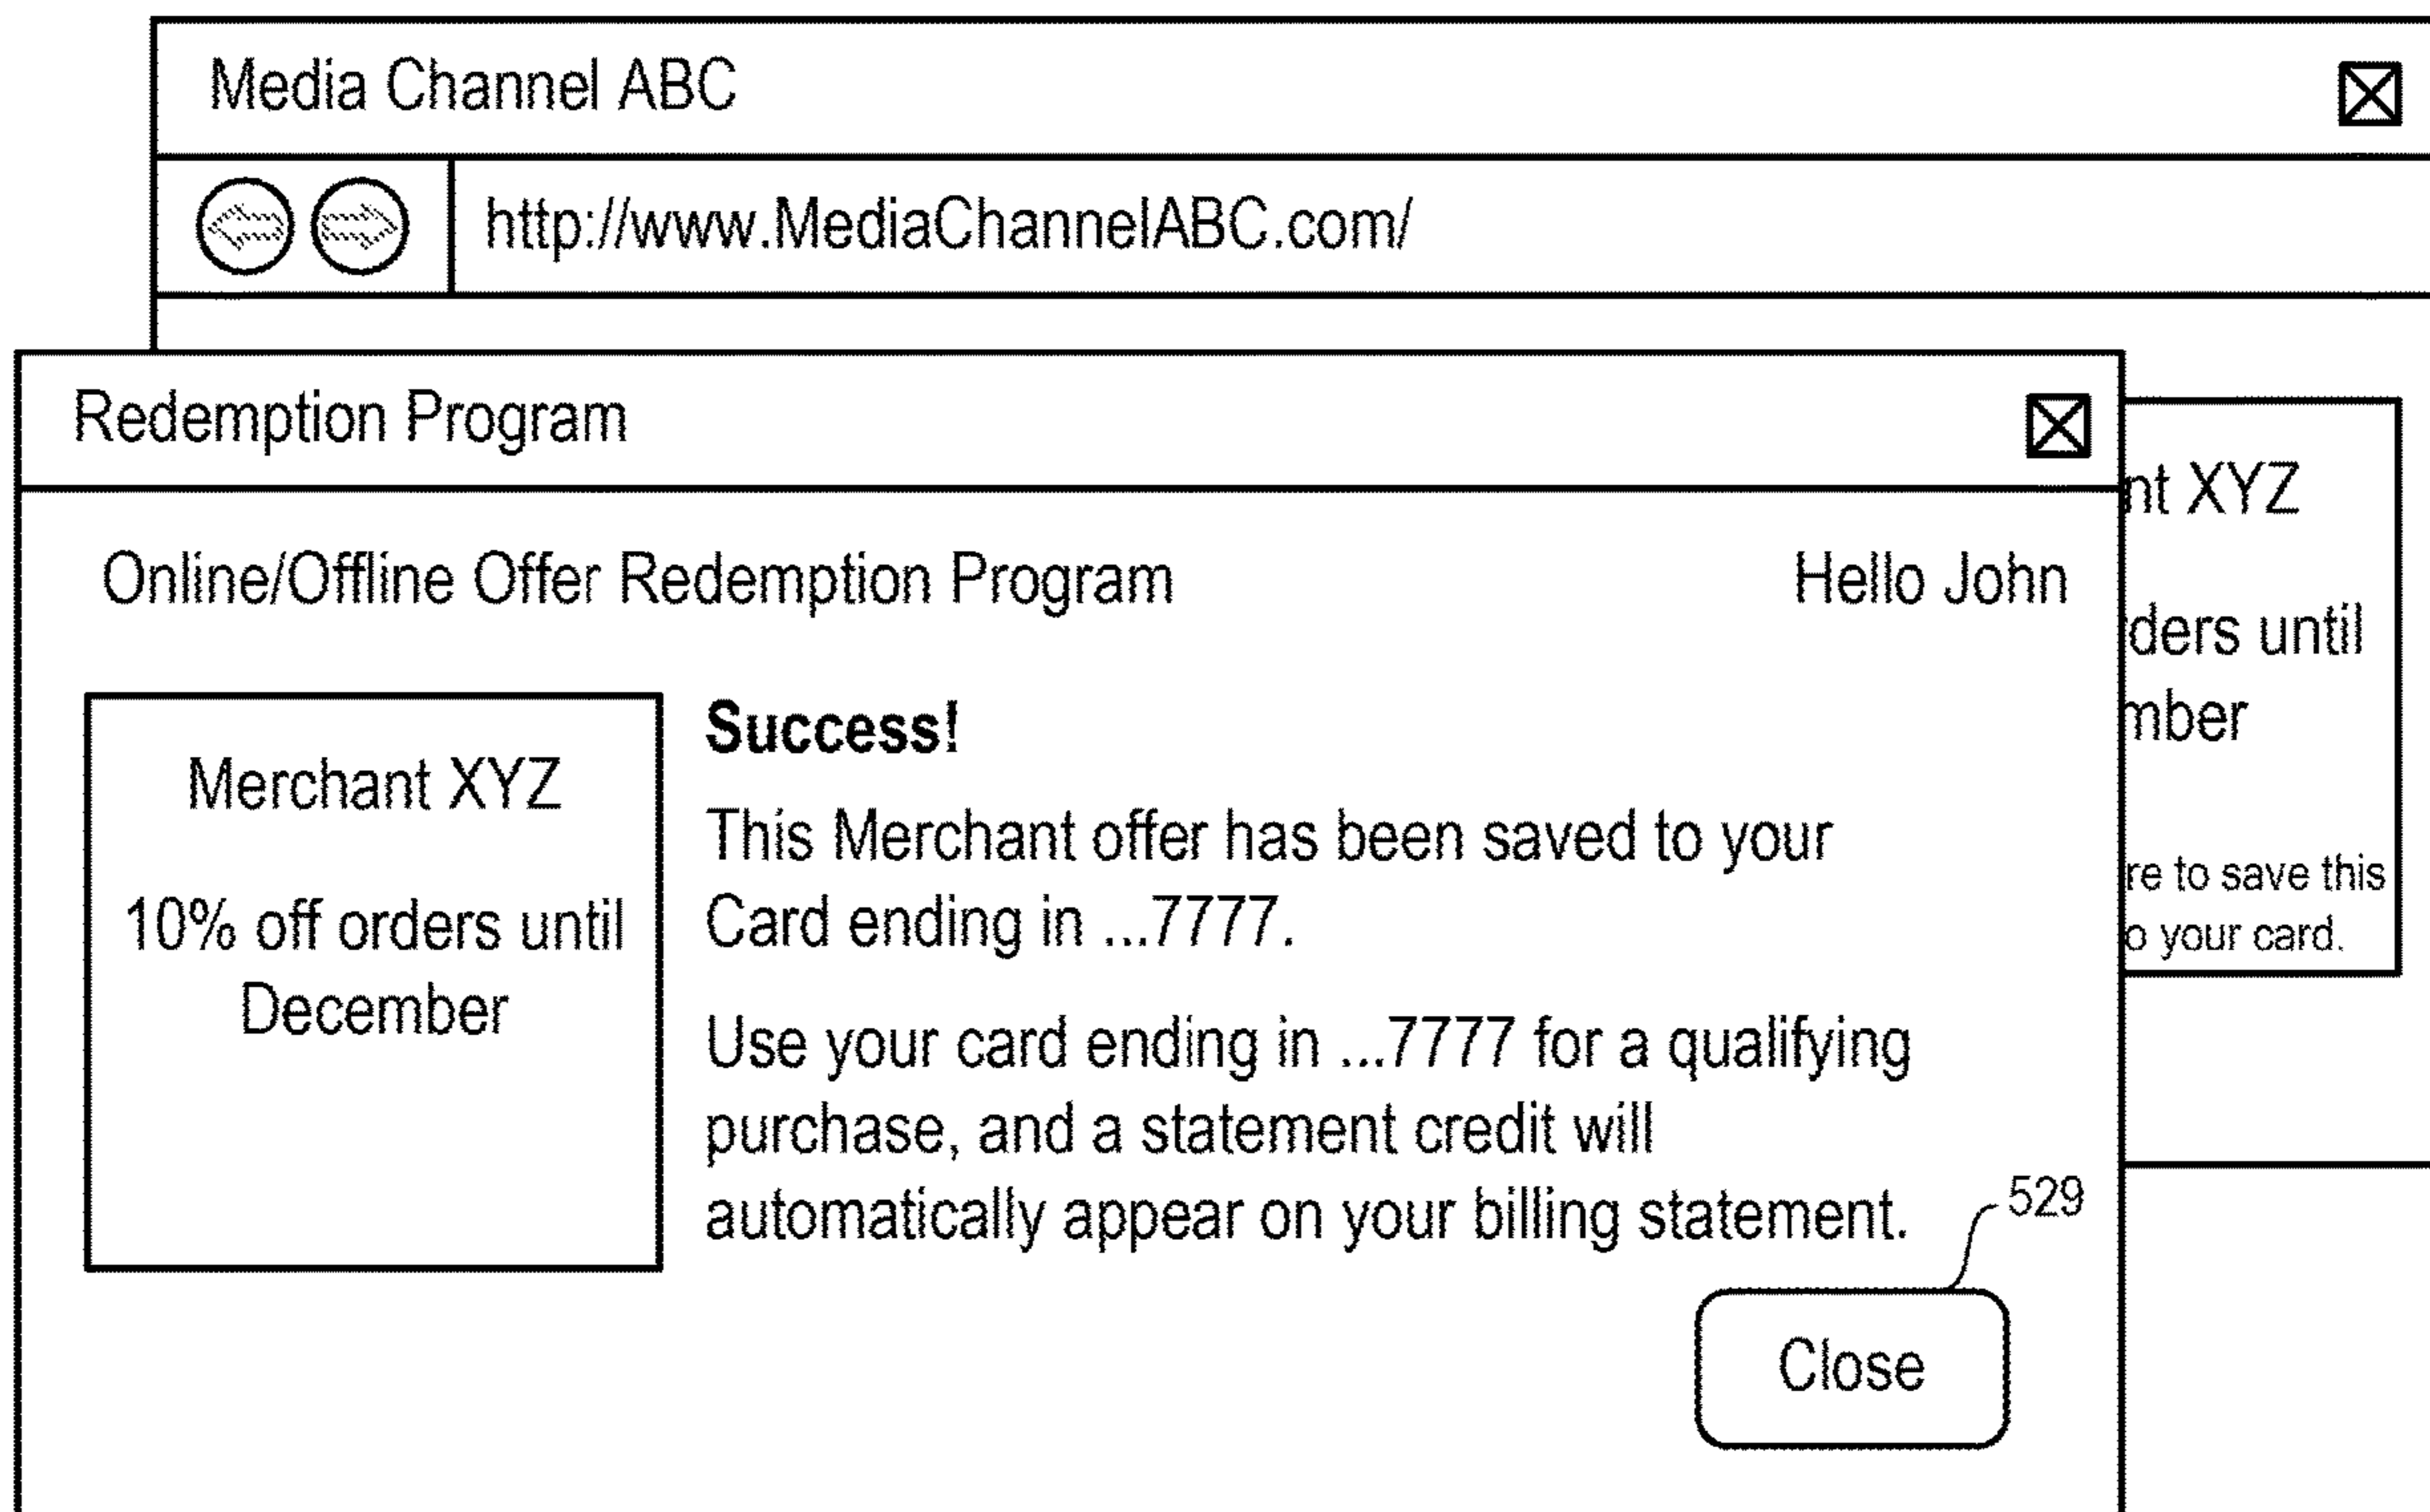 Media Channel ABC
http://www.MediaChannelABC.com/
Redemption Program
Online/Offline Offer Redemption Program
Hello John
Merchant XYZ
10% off orders until
December
Success!
This Merchant offer has been saved to your
Card ending in ...7777.
Use your card ending in ...7777 for a qualifying
purchase, and a statement credit will
automatically appear on your billing statement.
529
Close
nt XYZ
ders until
mber
re to save this
o your card.